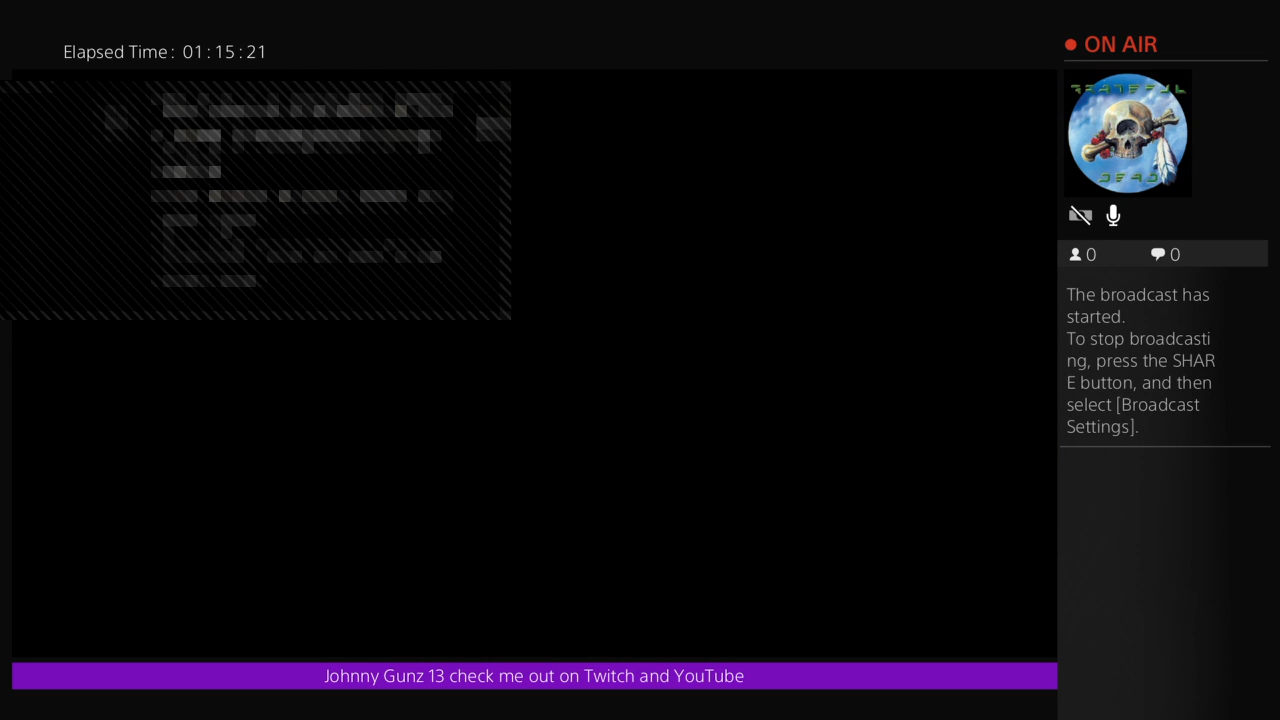 Elapsed Time: 01:15:21
ON AIR
GRATEFUL
DEAD
0 0
The broadcast has
started.
To stop broadcasti
ng, press the SHAR
E button, and then
select [Broadcast
Settings].
Johnny Gunz 13 check me out on Twitch and YouTube